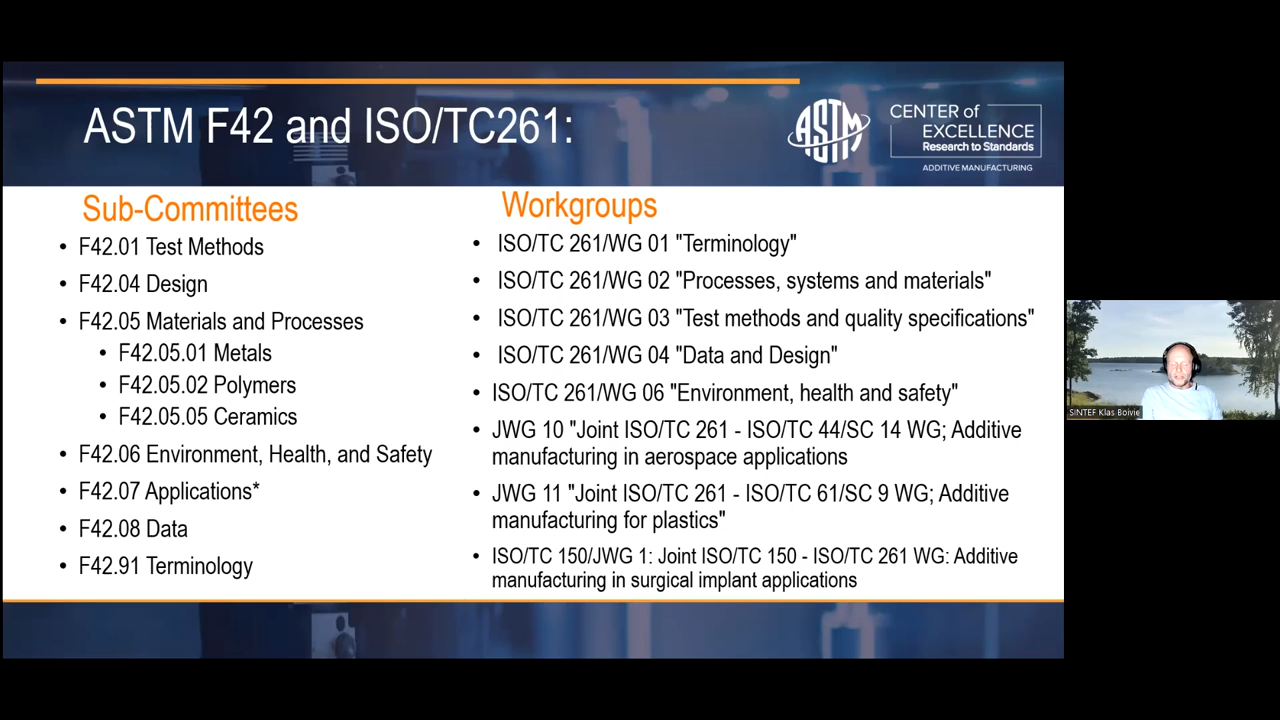 ASTM F42 and ISO/TC261:
ASTM
CENTER of
EXCELLENCE
Research to Standards
ADDITIVE MANUFACTURING
Sub-Committees
• F42.01 Test Methods
• F42.04 Design
• F42.05 Materials and Processes
• F42.05.01 Metals
• F42.05.02 Polymers
• F42.05.05 Ceramics
• F42.06 Environment, Health, and Safety
• F42.07 Applications*
• F42.08 Data
• F42.91 Terminology
Workgroups
• ISO/TC 261/WG 01 "Terminology"
• ISO/TC 261/WG 02 "Processes, systems and materials"
• ISO/TC 261/WG 03 "Test methods and quality specifications"
• ISO/TC 261/WG 04 "Data and Design"
• ISO/TC 261/WG 06 "Environment, health and safety"
• JWG 10 "Joint ISO/TC 261 - ISO/TC 44/SC 14 WG; Additive
manufacturing in aerospace applications
• JWG 11 "Joint ISO/TC 261 - ISO/TC 61/SC 9 WG; Additive
manufacturing for plastics"
• ISO/TC 150/JWG 1: Joint ISO/TC 150 - ISO/TC 261 WG: Additive
manufacturing in surgical implant applications
SINTEF Klas Boivie